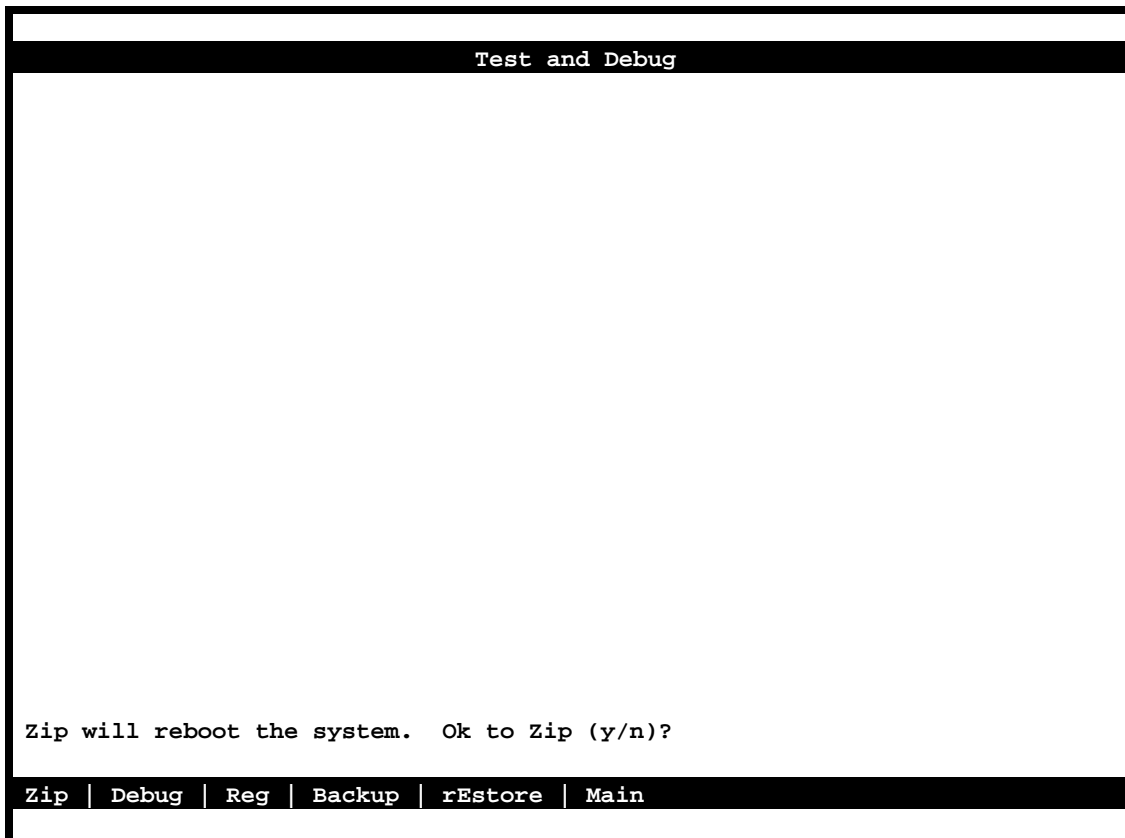 Test and Debug
Zip will reboot the system.  Ok to Zip (y/n)?
Zip | Debug | Reg | Backup | rEstore | Main